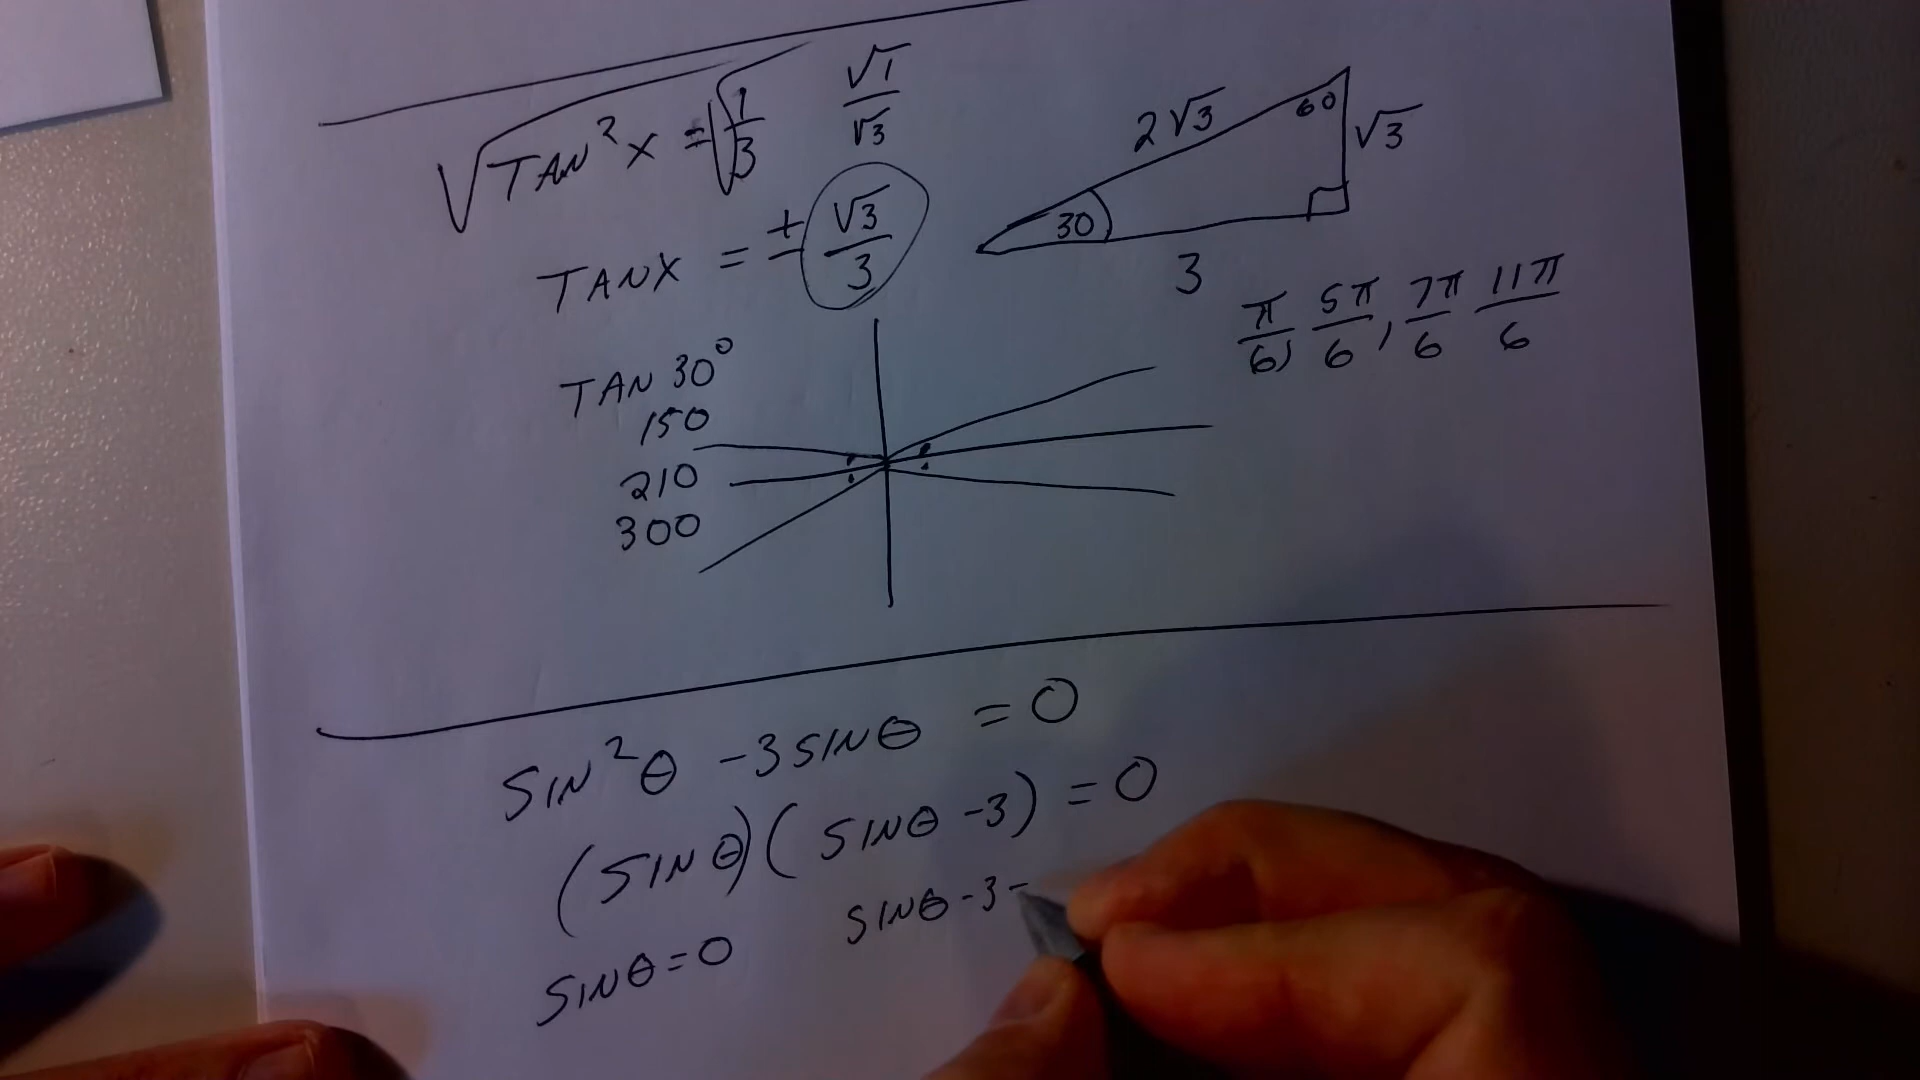 √TAN²x = √1/3
√1/√3
TANX = ± √3/3
2√3
60
√3
30
3
π/6, 5π/6, 7π/6 11π/6
TAN 30°
150
210
300
SIN²θ -3SINθ = 0
(SINθ)(SINθ -3) = 0
SINθ=0 SINθ-3-